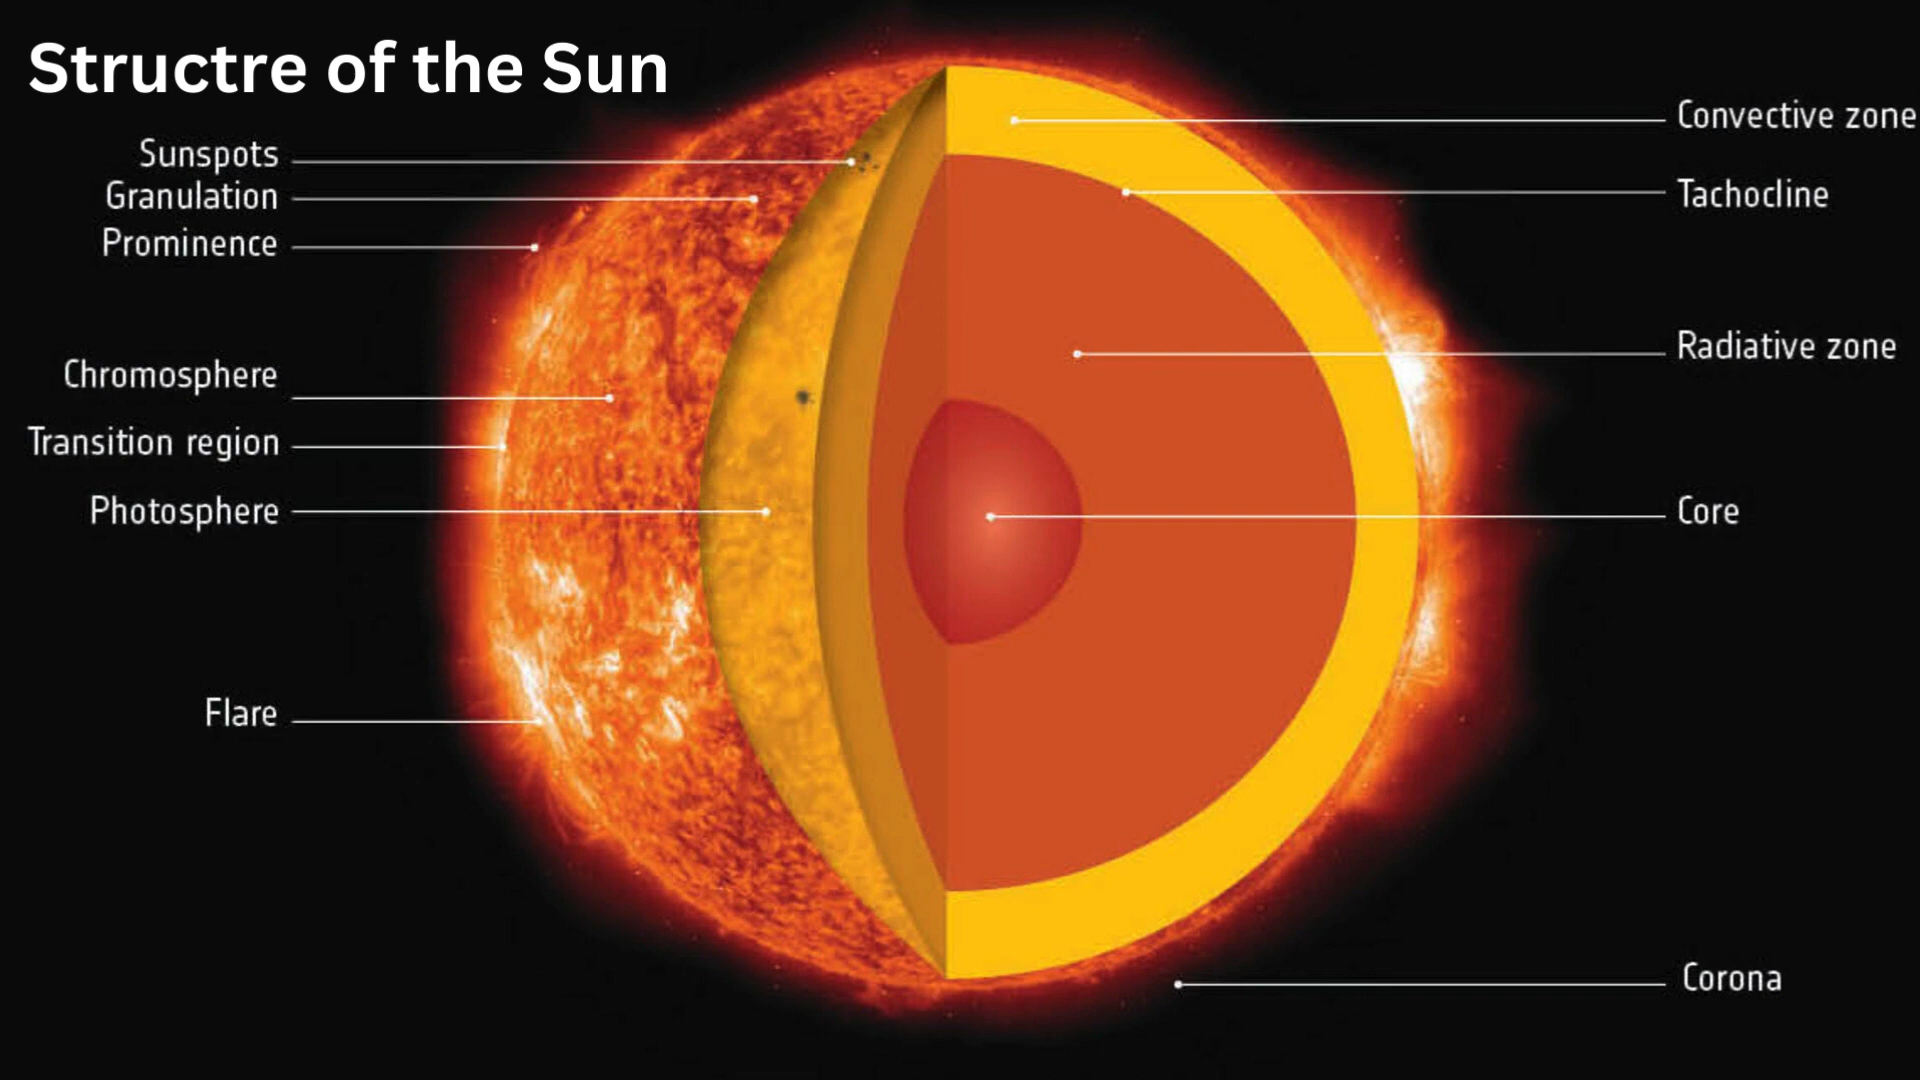 Structre of the Sun
Sunspots
Granulation
Prominence
Chromosphere
Transition region
Photosphere
Flare
Convective zone
Tachocline
Radiative zone
Core
Corona